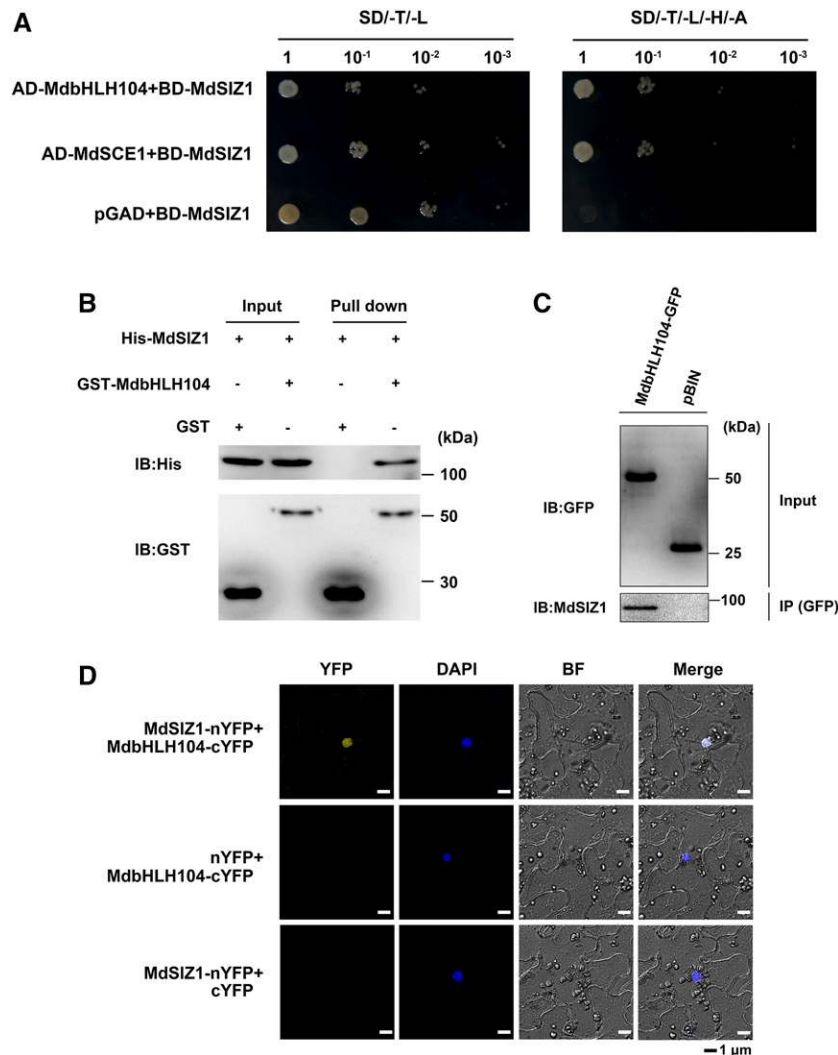 A
SD/-T/-L
SD/-T/-L/-H/-A
1 10-1 10-2 10-3
1 10-1 10-2 10-3
AD-MdbHLH104+BD-MdSIZ1
AD-MdSCE1+BD-MdSIZ1
pGAD+BD-MdSIZ1
B
Input Pull down
His-MdSIZ1 + + + +
GST-MdbHLH104 - + - +
GST + - + -
(kDa)
IB:His
100
IB:GST
50
30
C
MdbHLH104-GFP
pBIN
(kDa)
IB:GFP
50
25
Input
IB:MdSIZ1
100
IP (GFP)
D
YFP DAPI BF Merge
MdSIZ1-nYFP+
MdbHLH104-cYFP
nYFP+
MdbHLH104-cYFP
MdSIZ1-nYFP+
cYFP
1 μm